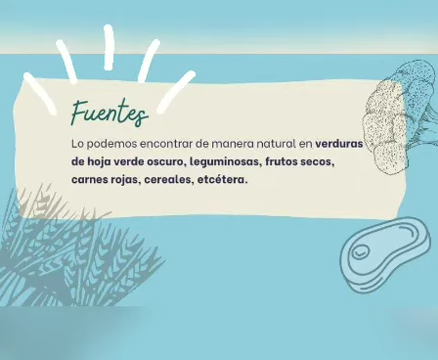 Fuentes
Lo podemos encontrar de manera natural en verduras
de hoja verde oscuro, leguminosas, frutos secos,
carnes rojas, cereales, etcétera.